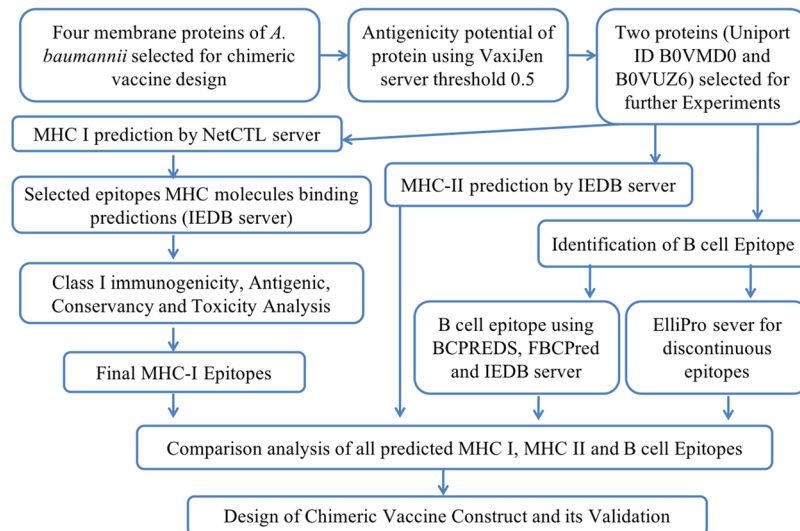 Four membrane proteins of A.
baumannii selected for chimeric
vaccine design
Antigenicity potential of
protein using VaxiJen
server threshold 0.5
Two proteins (Uniport
ID B0VMD0 and
B0VUZ6) selected for
further Experiments
MHC I prediction by NetCTL server
MHC-II prediction by IEDB server
Selected epitopes MHC molecules binding
predictions (IEDB server)
Identification of B cell Epitope
Class I immunogenicity, Antigenic,
Conservancy and Toxicity Analysis
B cell epitope using
BCPREDS, FBCPred
and IEDB server
ElliPro sever for
discontinuous
epitopes
Final MHC-I Epitopes
Comparison analysis of all predicted MHC I, MHC II and B cell Epitopes
Design of Chimeric Vaccine Construct and its Validation